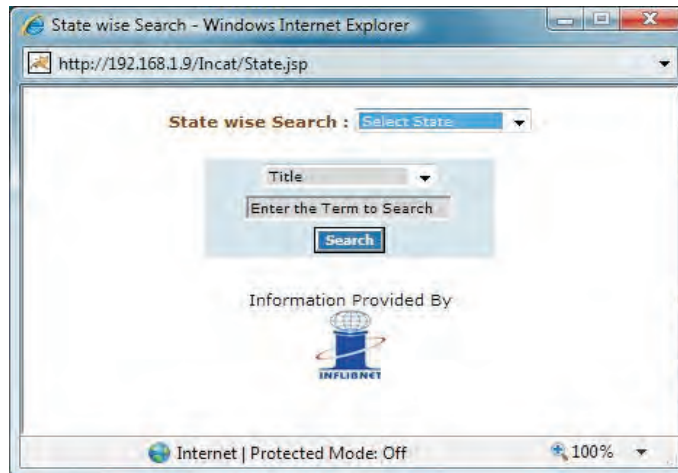 State wise Search - Windows Internet Explorer
http://192.168.1.9/Incat/State.jsp
State wise Search : Select State
Title
Enter the Term to Search
Search
Information Provided By
INFLIBNET
Internet | Protected Mode: Off 100%